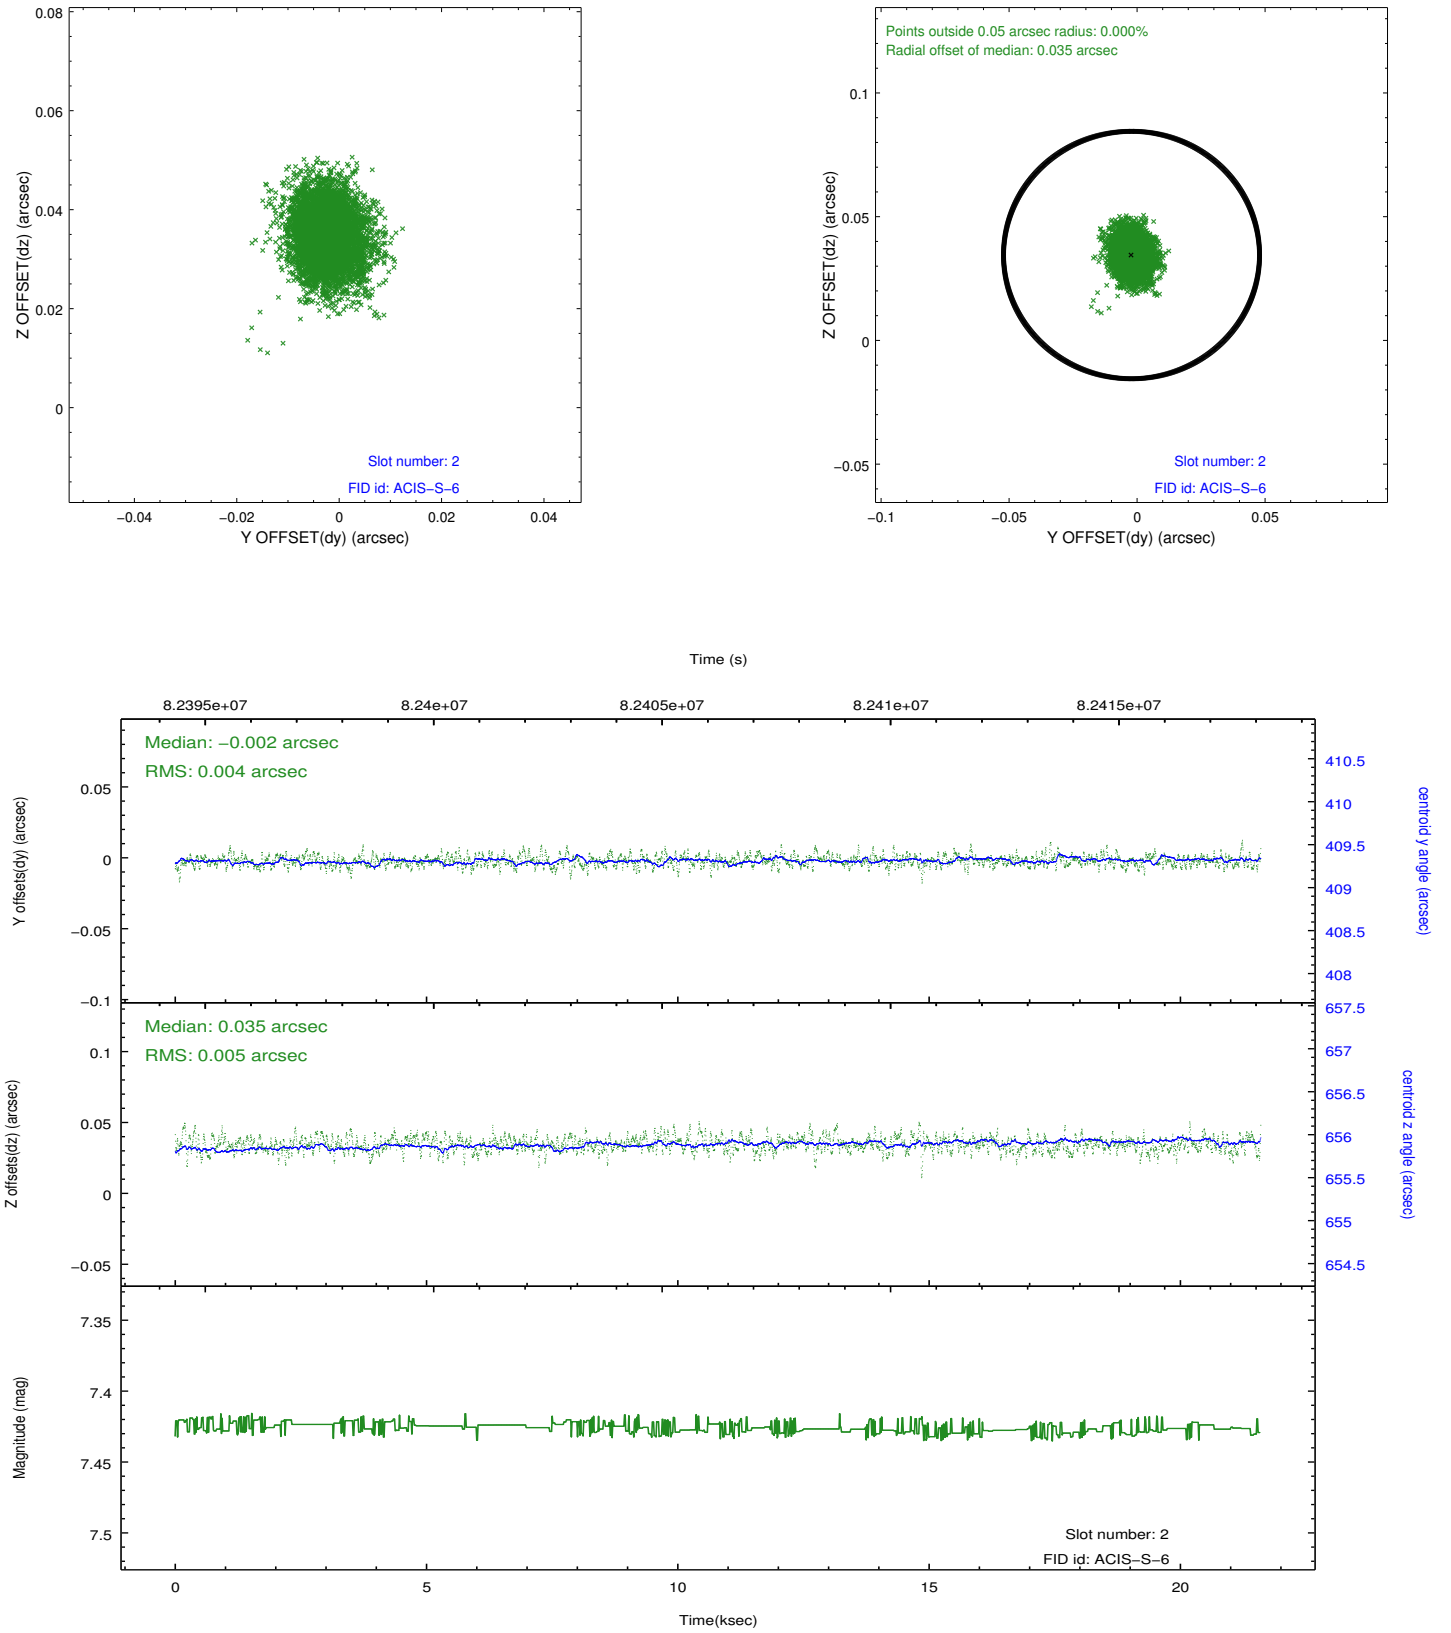 0.08
0.06
0.04
0.02
0
Z OFFSET(dz) (arcsec)
Slot number: 2
FID id: ACIS−S−6
−0.04
−0.02
0
0.02
0.04
Y OFFSET(dy) (arcsec)
Points outside 0.05 arcsec radius: 0.000%
Radial offset of median: 0.035 arcsec
0.1
0.05
0
−0.05
Z OFFSET(dz) (arcsec)
Slot number: 2
FID id: ACIS−S−6
−0.1
−0.05
0
0.05
Y OFFSET(dy) (arcsec)
Time (s)
8.2395e+07
8.24e+07
8.2405e+07
8.241e+07
8.2415e+07
Median: −0.002 arcsec
RMS: 0.004 arcsec
0.05
0
−0.05
−0.1
Y offsets(dy) (arcsec)
410.5
410
409.5
409
408.5
408
centroid y angle (arcsec)
Median: 0.035 arcsec
RMS: 0.005 arcsec
0.1
0.05
0
−0.05
Z offsets(dz) (arcsec)
657.5
657
656.5
656
655.5
655
654.5
centroid z angle (arcsec)
7.35
7.4
7.45
7.5
Magnitude (mag)
Slot number: 2
FID id: ACIS−S−6
0
5
10
15
20
Time(ksec)